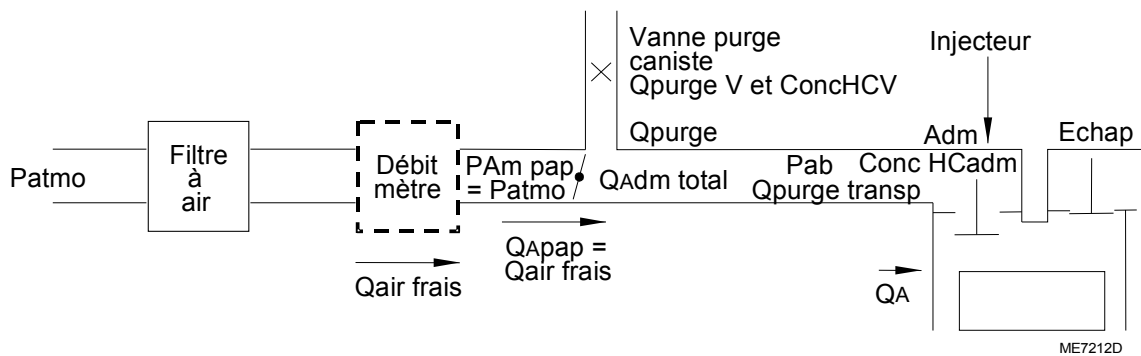 Patmo
Filtre
à
air
Débit
mètre
Qair frais
PAm pap
= Patmo
QApap =
Qair frais
Vanne purge
caniste
Qpurge V et ConcHCV
Qpurge
QAdm total
Injecteur
Adm
Echap
Pab
Conc HCadm
Qpurge transp
QA
ME7212D